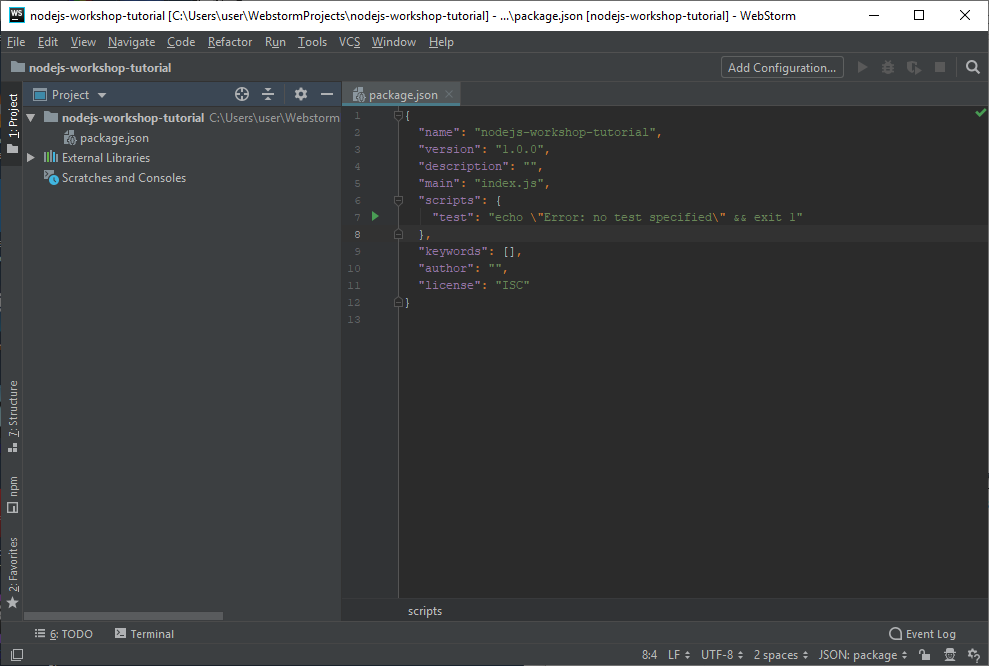 WS nodejs-workshop-tutorial [C:\Users\user\WebstormProjects\nodejs-workshop-tutorial] - ...\package.json [nodejs-workshop-tutorial] - WebStorm
File Edit View Navigate Code Refactor Run Tools VCS Window Help
nodejs-workshop-tutorial
Add Configuration...
1: Project
7: Structure
npm
2: Favorites
Project
nodejs-workshop-tutorial C:\Users\user\Webstorm
package.json
External Libraries
Scratches and Consoles
package.json
1 {
2 "name": "nodejs-workshop-tutorial",
3 "version": "1.0.0",
4 "description": "",
5 "main": "index.js",
6 "scripts": {
7 "test": "echo \"Error: no test specified\" && exit 1"
8 },
9 "keywords": [],
10 "author": "",
11 "license": "ISC"
12 }
13
scripts
6: TODO Terminal Event Log
8:4 LF UTF-8 2 spaces JSON: package